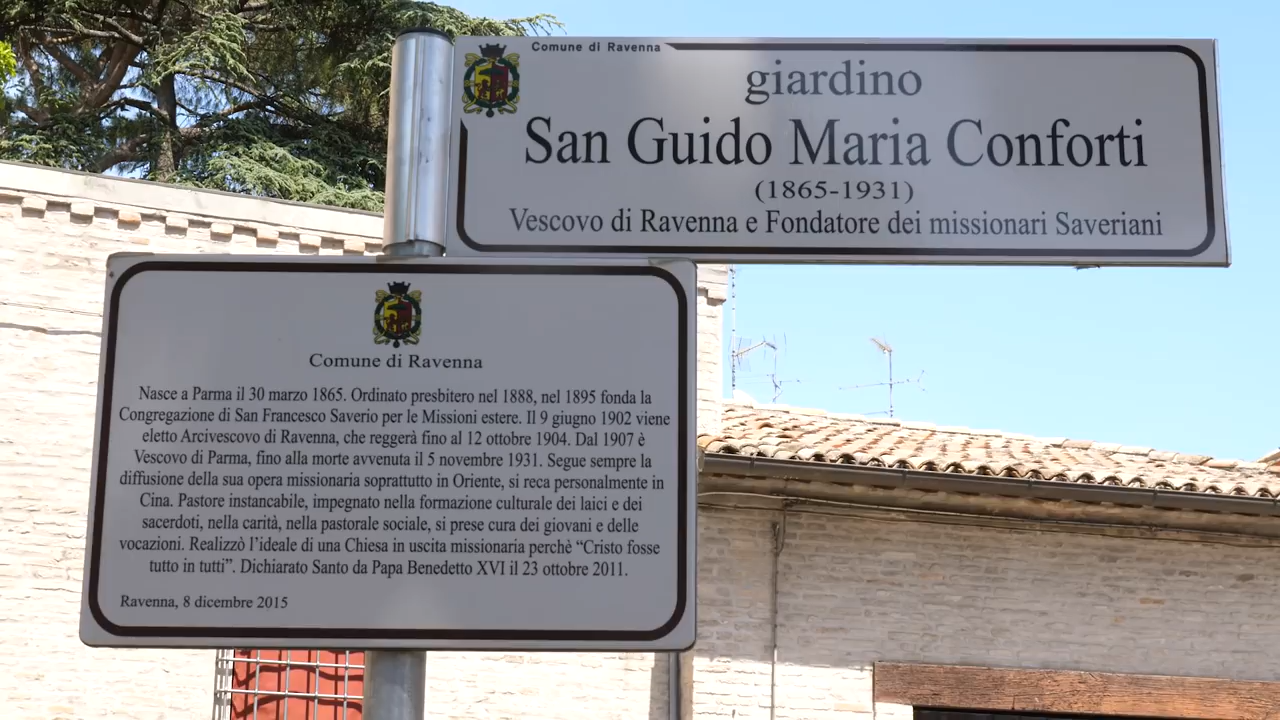 Comune di Ravenna
giardino
San Guido Maria Conforti
(1865-1931)
Vescovo di Ravenna e Fondatore dei missionari Saveriani
Comune di Ravenna
Nasce a Parma il 30 marzo 1865. Ordinato presbitero nel 1888, nel 1895 fonda la
Congregazione di San Francesco Saverio per le Missioni estere. Il 9 giugno 1902 viene
eletto Arcivescovo di Ravenna, che reggerà fino al 12 ottobre 1904. Dal 1907 è
Vescovo di Parma, fino alla morte avvenuta il 5 novembre 1931. Segue sempre la
diffusione della sua opera missionaria soprattutto in Oriente, si reca personalmente in
Cina. Pastore instancabile, impegnato nella formazione culturale dei laici e dei
sacerdoti, nella carità, nella pastorale sociale, si prese cura dei giovani e delle
vocazioni. Realizzò l'ideale di una Chiesa in uscita missionaria perchè “Cristo fosse
tutto in tutti”. Dichiarato Santo da Papa Benedetto XVI il 23 ottobre 2011.
Ravenna, 8 dicembre 2015